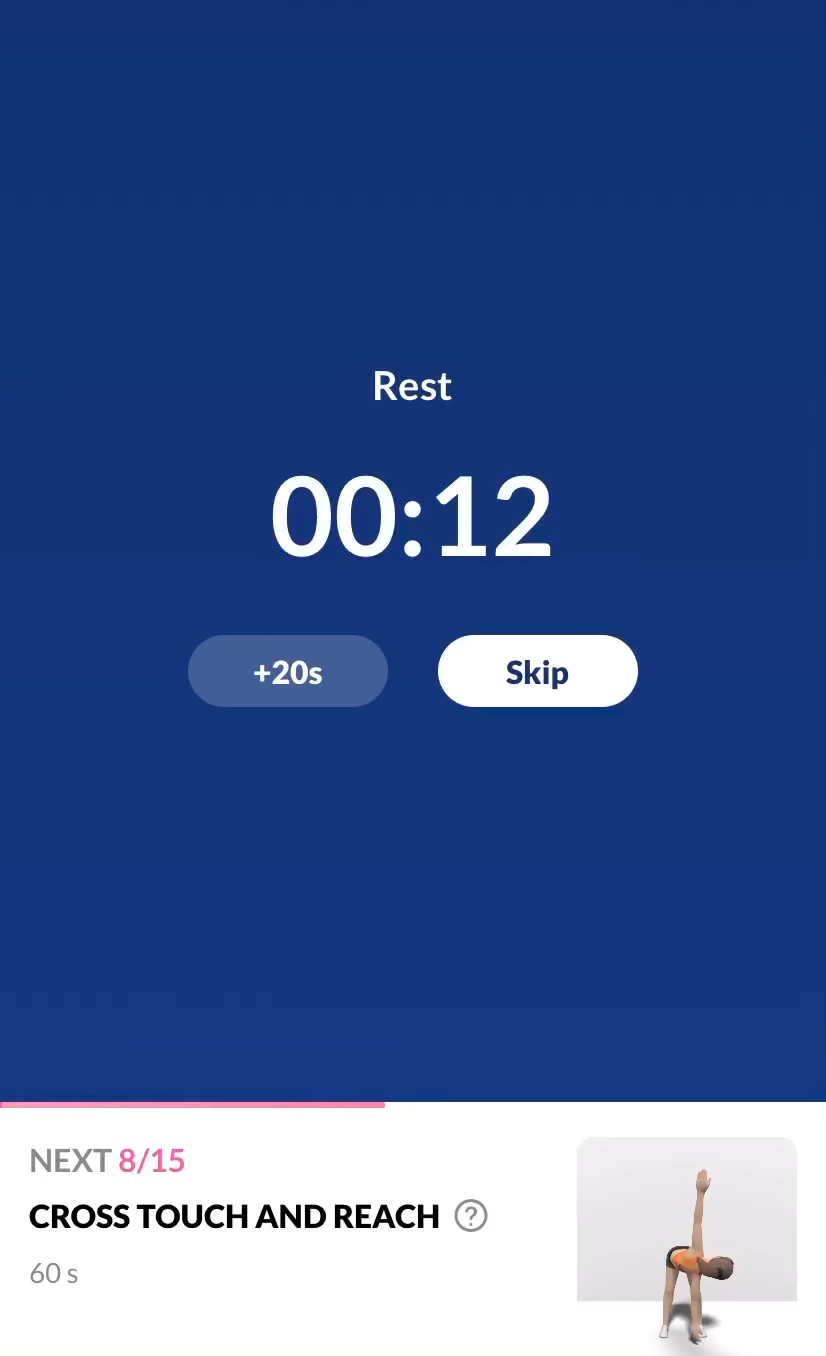 Rest
00:12
+20s Skip
NEXT 8/15
CROSS TOUCH AND REACH ?
60 s